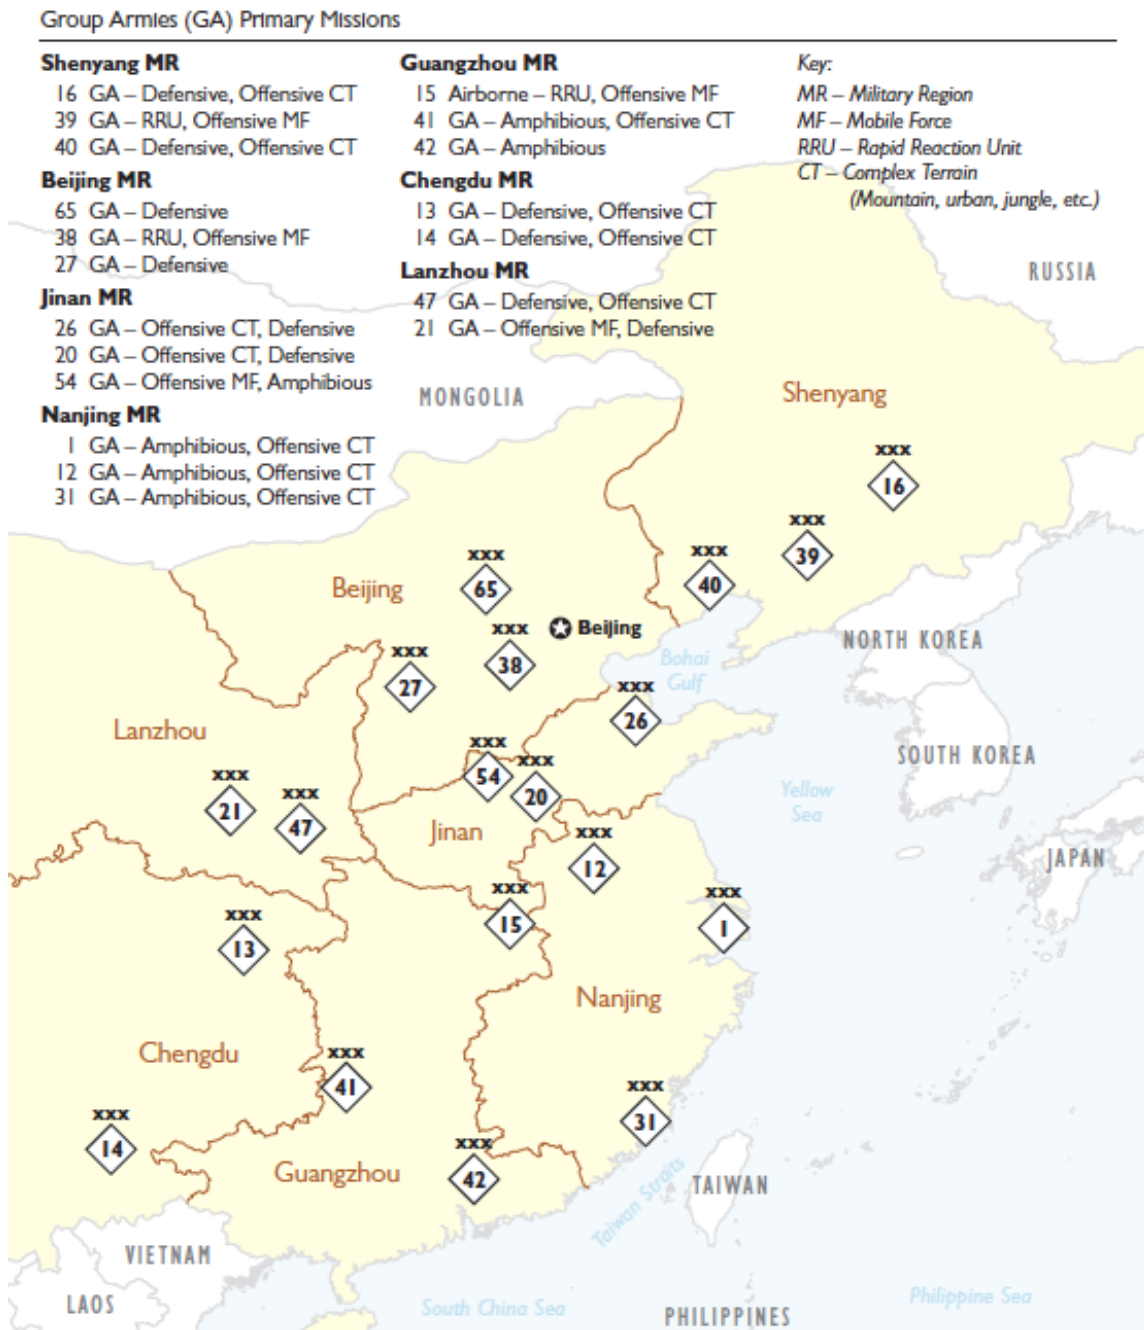 Group Armies (GA) Primary Missions
Shenyang MR
16 GA – Defensive, Offensive CT
39 GA – RRU, Offensive MF
40 GA – Defensive, Offensive CT
Beijing MR
65 GA – Defensive
38 GA – RRU, Offensive MF
27 GA – Defensive
Jinan MR
26 GA – Offensive CT, Defensive
20 GA – Offensive CT, Defensive
54 GA – Offensive MF, Amphibious
Nanjing MR
1 GA – Amphibious, Offensive CT
12 GA – Amphibious, Offensive CT
31 GA – Amphibious, Offensive CT
Guangzhou MR
15 Airborne – RRU, Offensive MF
41 GA – Amphibious, Offensive CT
42 GA – Amphibious
Chengdu MR
13 GA – Defensive, Offensive CT
14 GA – Defensive, Offensive CT
Lanzhou MR
47 GA – Defensive, Offensive CT
21 GA – Offensive MF, Defensive
Key:
MR – Military Region
MF – Mobile Force
RRU – Rapid Reaction Unit
CT – Complex Terrain
(Mountain, urban, jungle, etc.)
RUSSIA
MONGOLIA
Shenyang
xxx
16
xxx
39
xxx
40
xxx
65
Beijing
Beijing
xxx
38
xxx
27
NORTH KOREA
Bohai
Gulf
xxx
26
Lanzhou
SOUTH KOREA
xxx
54
xxx
20
xxx
21
xxx
47
Yellow
Sea
Jinan
xxx
12
JAPAN
xxx
15
xxx
1
xxx
13
Nanjing
Chengdu
xxx
41
xxx
31
xxx
14
xxx
42
Guangzhou
Taiwan Straits
TAIWAN
VIETNAM
LAOS
South China Sea
PHILIPPINES
Philippine Sea